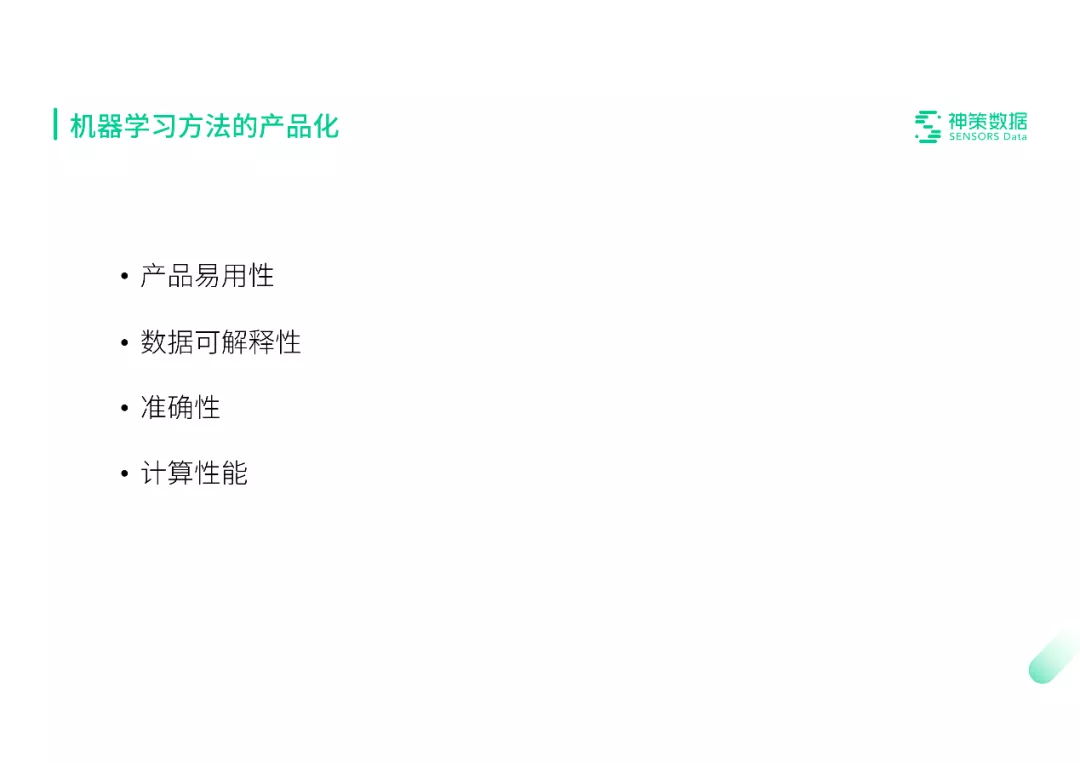 机器学习方法的产品化
神策数据
SENSORS Data
• 产品易用性
• 数据可解释性
• 准确性
• 计算性能